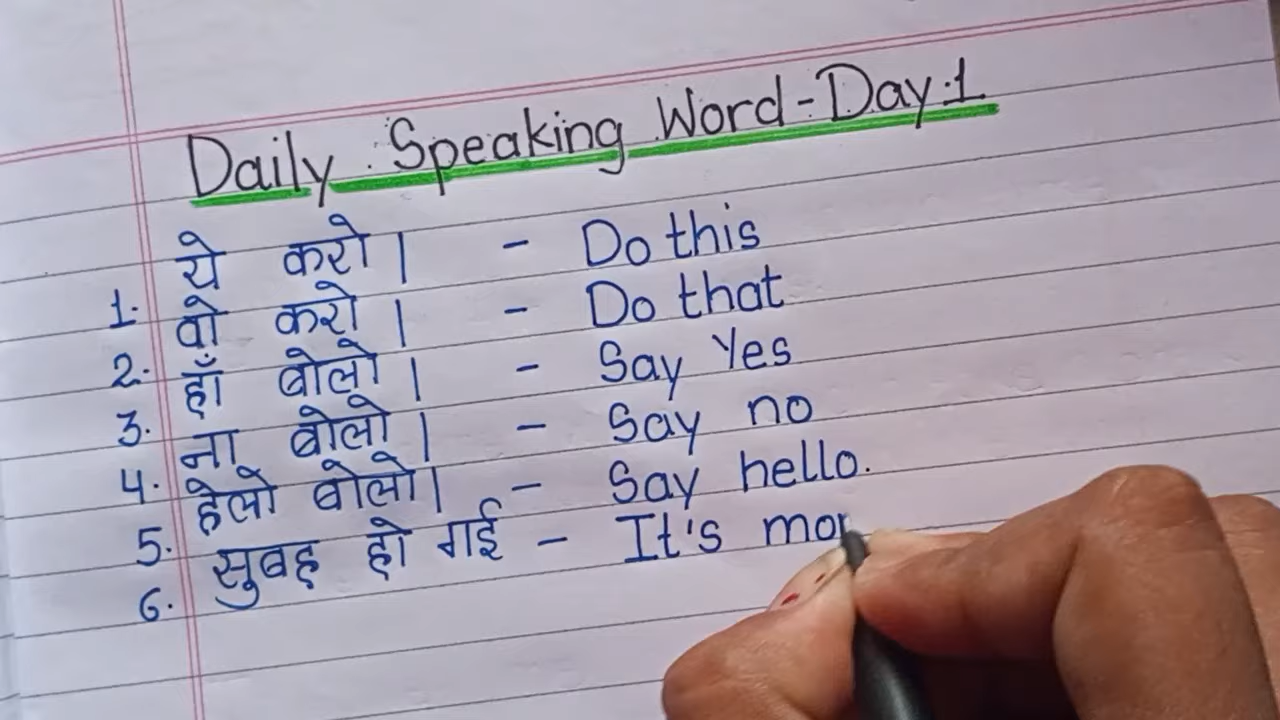 Daily Speaking Word - Day.1
1. ये करो। - Do this
2. वो करो। - Do that
3. हाँ बोलो। - Say Yes
4. ना बोलो। - Say no
5. हेलो बोलो। - Say hello.
6. सुबह हो गई - It's mor